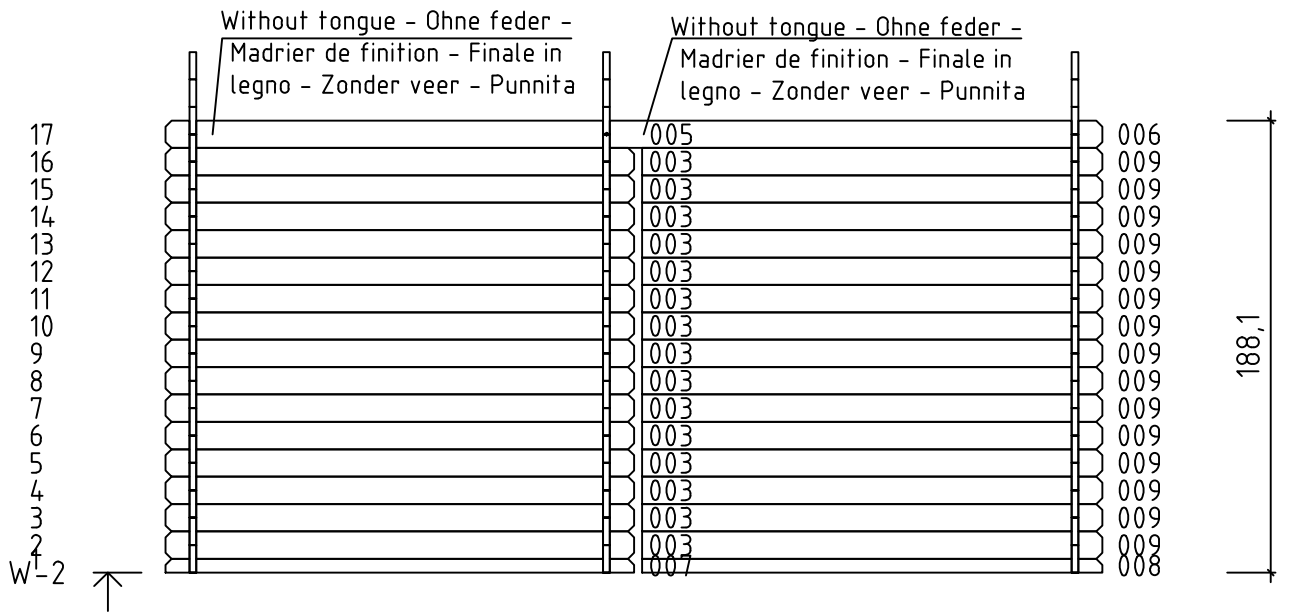 Without tongue - Ohne feder -
Madrier de finition - Finale in
legno - Zonder veer - Punnita
Without tongue - Ohne feder -
Madrier de finition - Finale in
legno - Zonder veer - Punnita
17 005 006
16 003 009
15 003 009
14 003 009
13 003 009
12 003 009
11 003 009
10 003 009
9 003 009
8 003 009
7 003 009
6 003 009
5 003 009
4 003 009
3 003 009
2 003 009
1 007 008
W-2
188,1